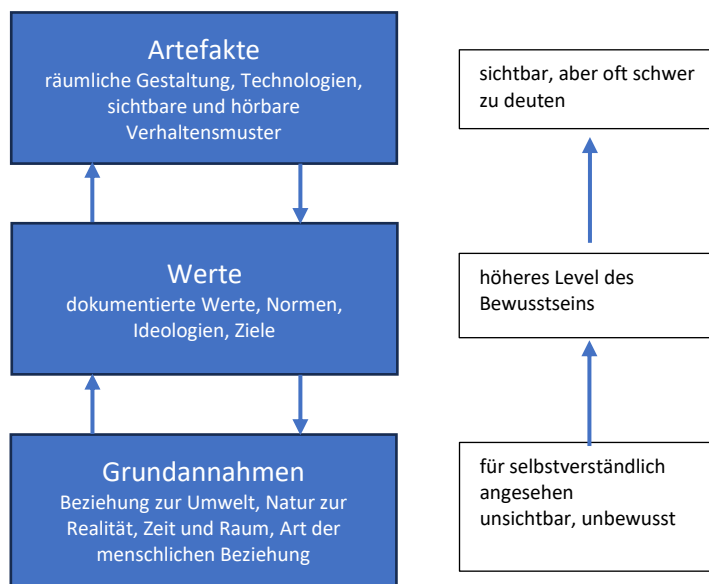 Artefakte
räumliche Gestaltung, Technologien,
sichtbare und hörbare
Verhaltensmuster
sichtbar, aber oft schwer
zu deuten
Werte
dokumentierte Werte, Normen,
Ideologien, Ziele
höheres Level des
Bewusstseins
Grundannahmen
Beziehung zur Umwelt, Natur zur
Realität, Zeit und Raum, Art der
menschlichen Beziehung
für selbstverständlich
angesehen
unsichtbar, unbewusst